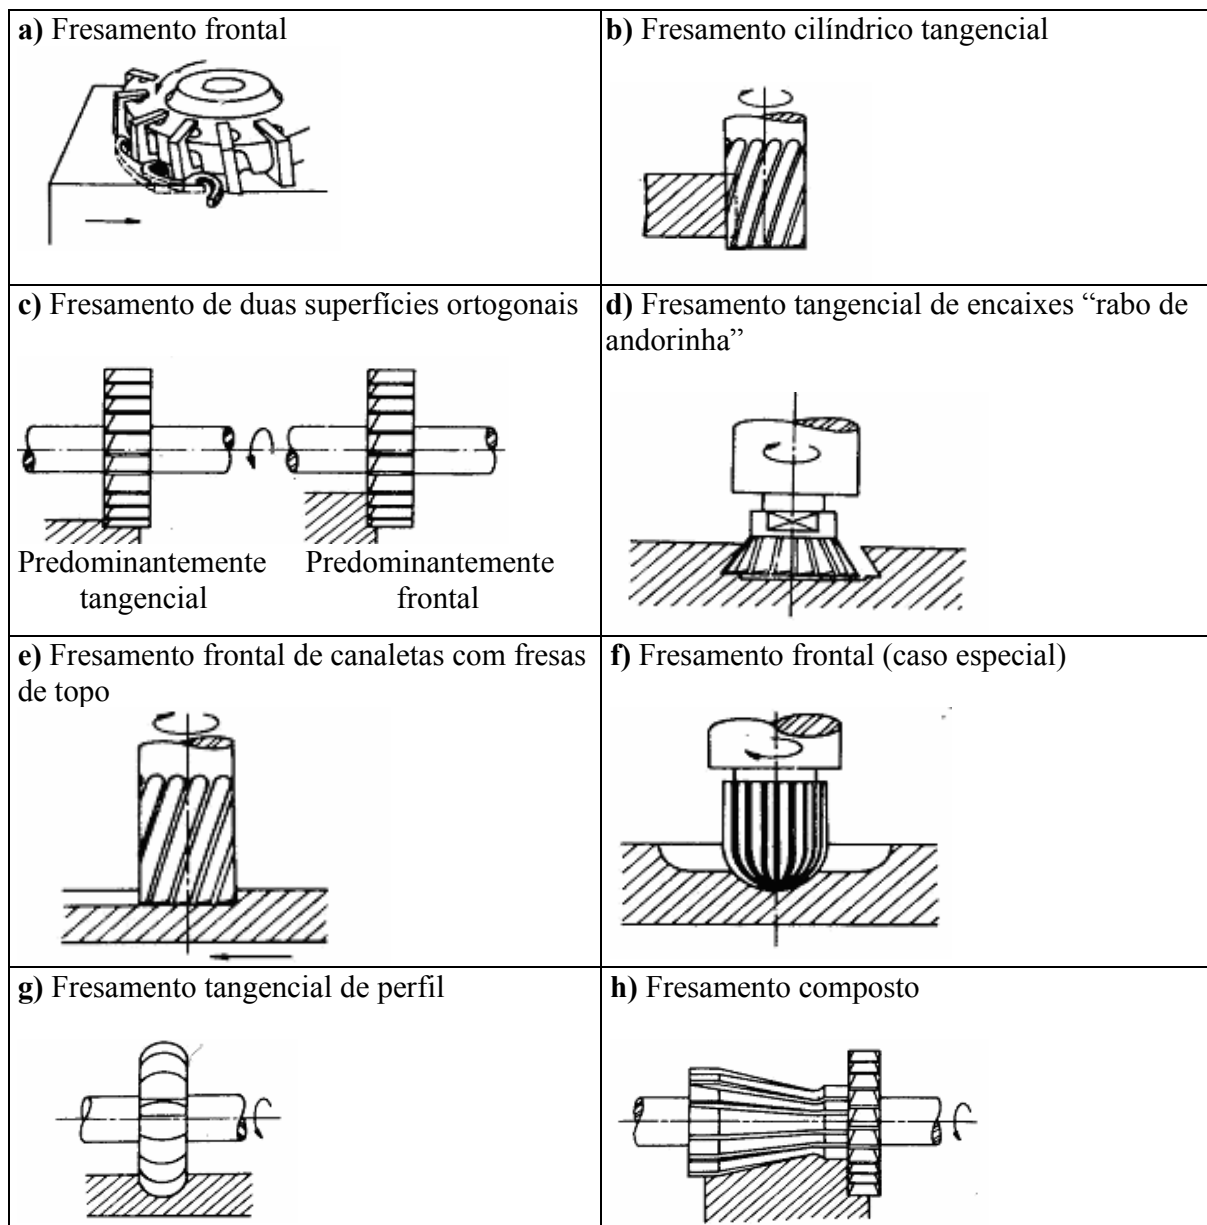 a) Fresamento frontal
b) Fresamento cilíndrico tangencial
c) Fresamento de duas superfícies ortogonais
Predominantemente
tangencial
Predominantemente
frontal
d) Fresamento tangencial de encaixes “rabo de
andorinha”
e) Fresamento frontal de canaletas com fresas
de topo
f) Fresamento frontal (caso especial)
g) Fresamento tangencial de perfil
h) Fresamento composto